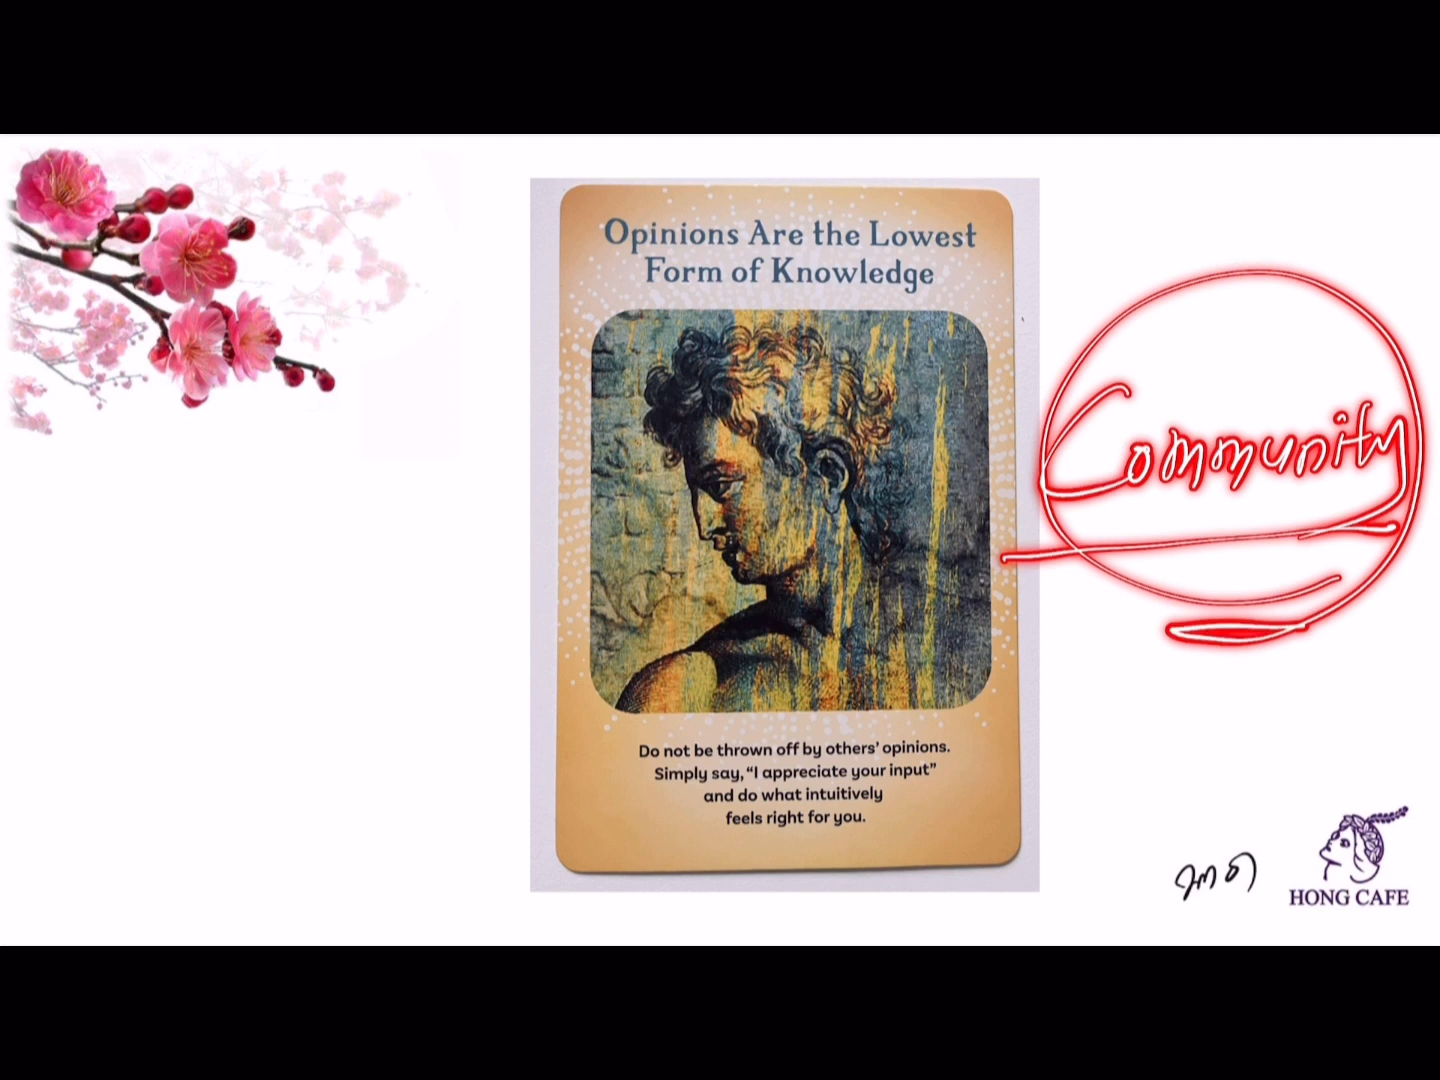 Opinions Are the Lowest
Form of Knowledge
Community
Do not be thrown off by others’ opinions.
Simply say, “I appreciate your input”
and do what intuitively
feels right for you.
HONG CAFE